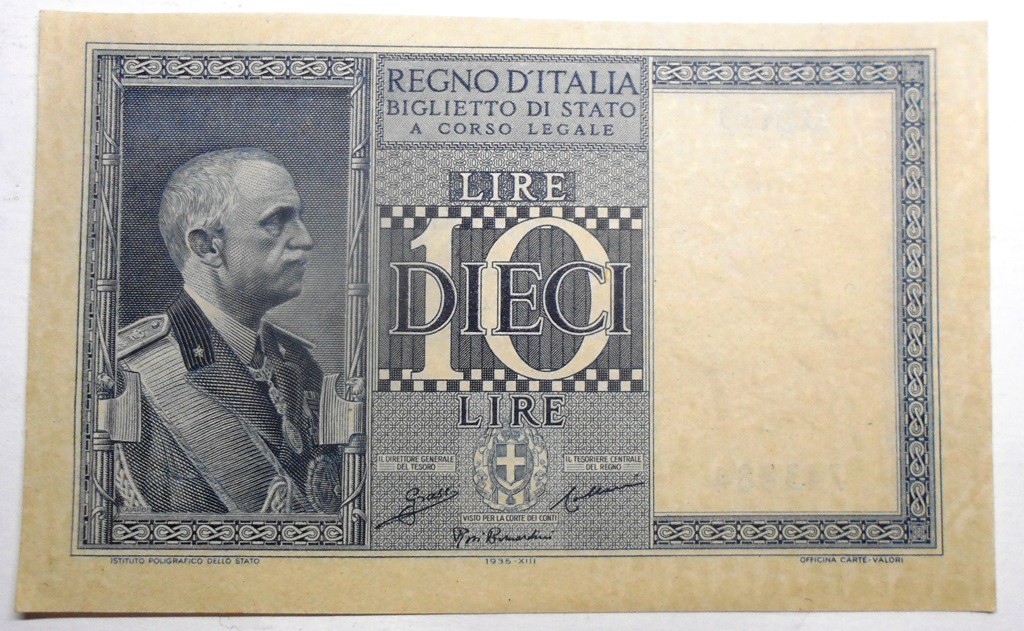 REGNO D'ITALIA
BIGLIETTO DI STATO
A CORSO LEGALE
LIRE
10
DIECI
LIRE
IL DIRETTORE GENERALE
DEL TESORO
IL TESORIERE CENTRALE
DEL REGNO
VISTO PER LA CORTE DEI CONTI
ISTITUTO POLIGRAFICO DELLO STATO
1935-XIII
OFFICINA CARTE-VALORI